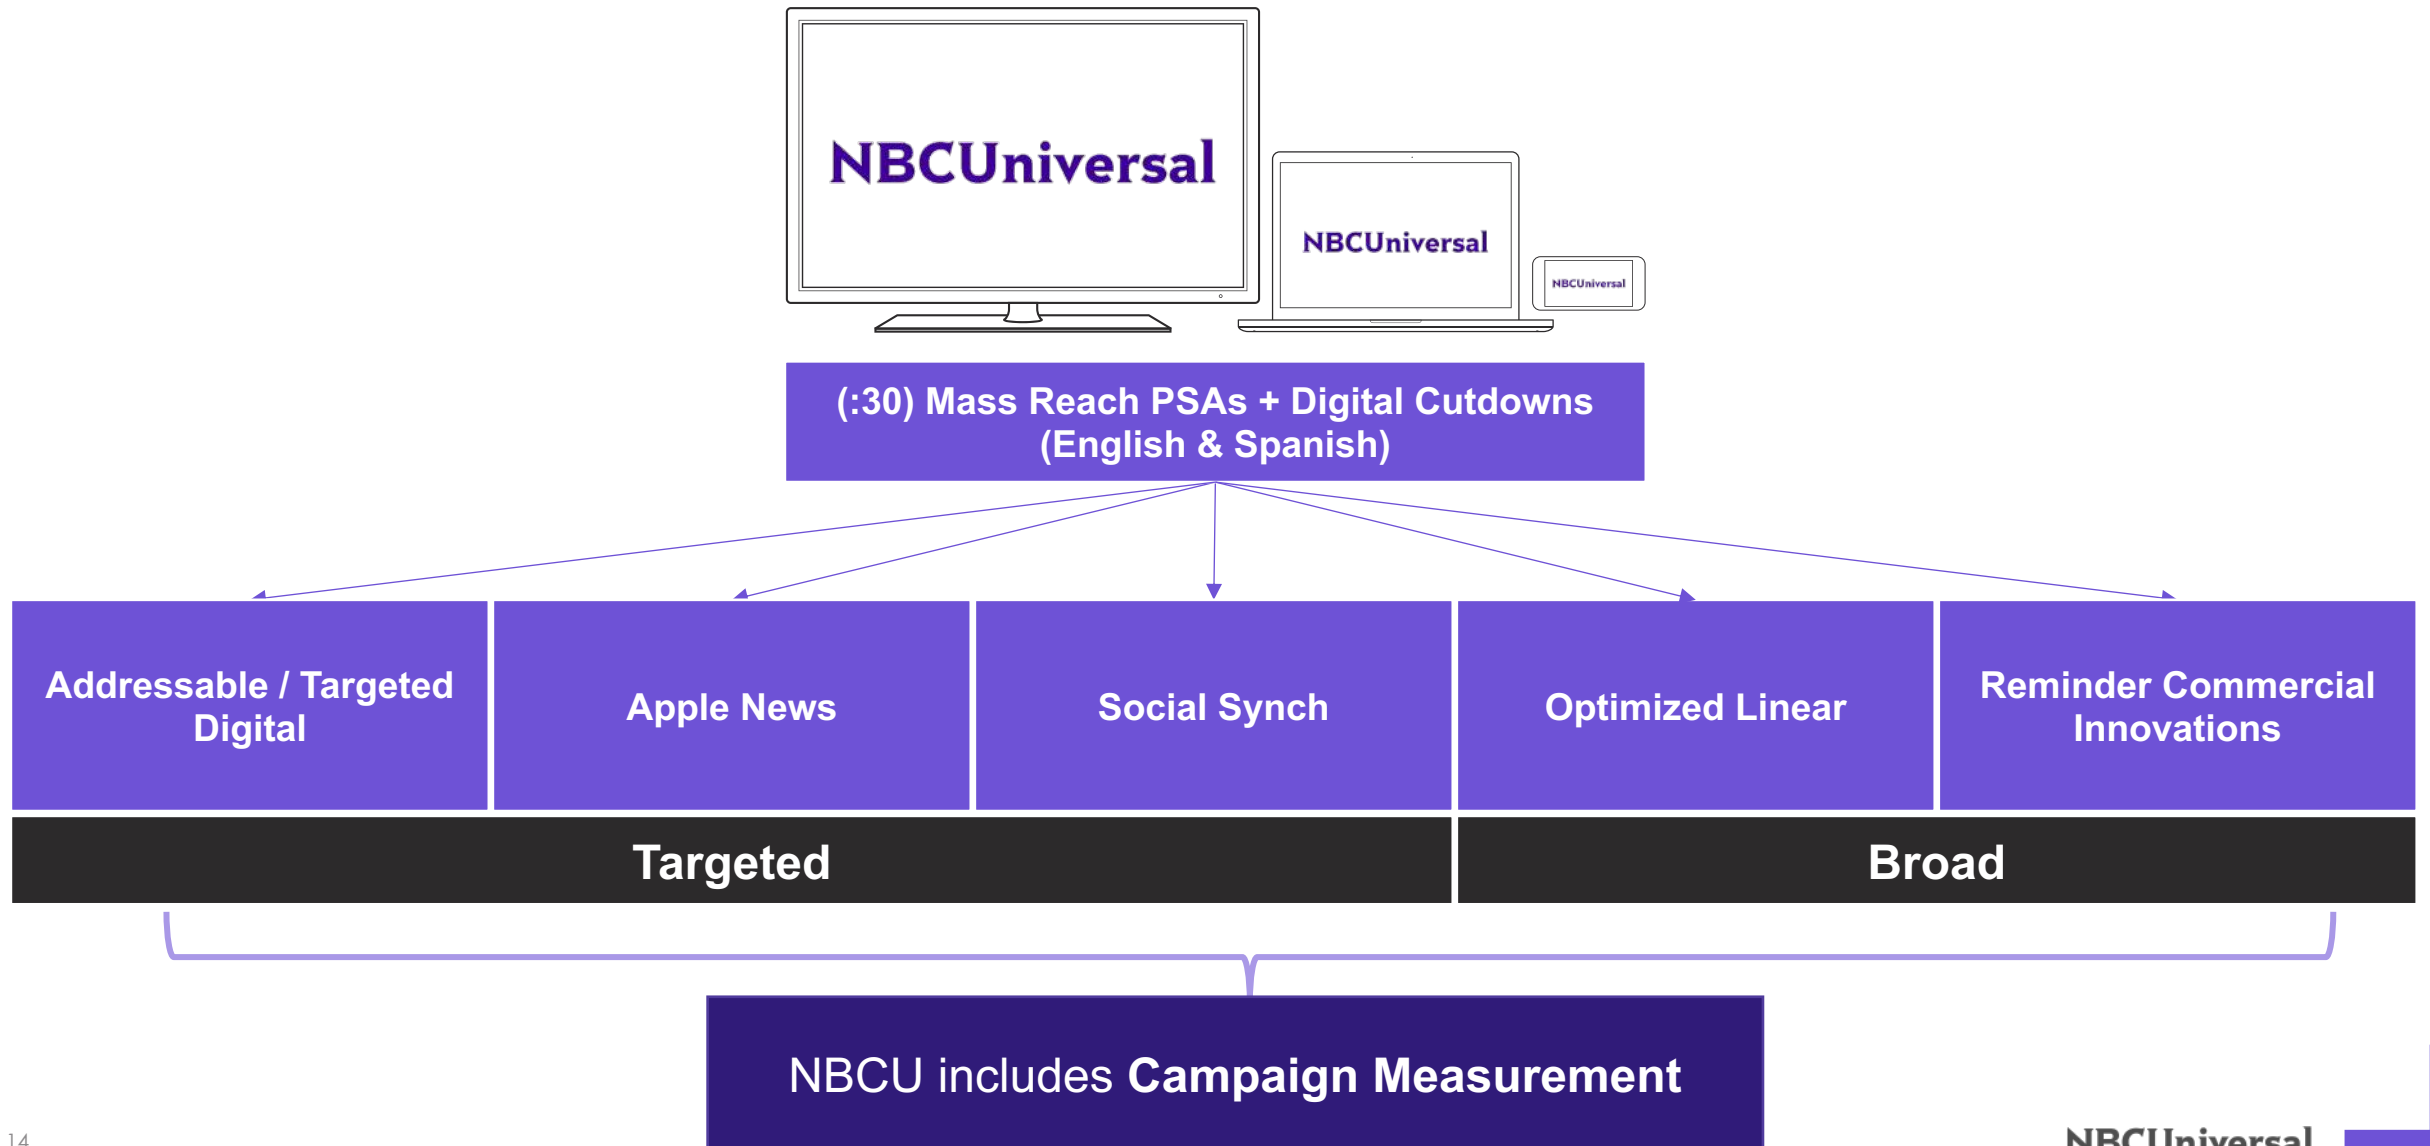 NBCUniversal
NBCUniversal
NBCUniversal
(:30) Mass Reach PSAs + Digital Cutdowns
(English & Spanish)
Addressable / Targeted
Digital
Apple News
Social Synch
Optimized Linear
Reminder Commercial
Innovations
Targeted
Broad
NBCU includes Campaign Measurement
14
NBCUniversal